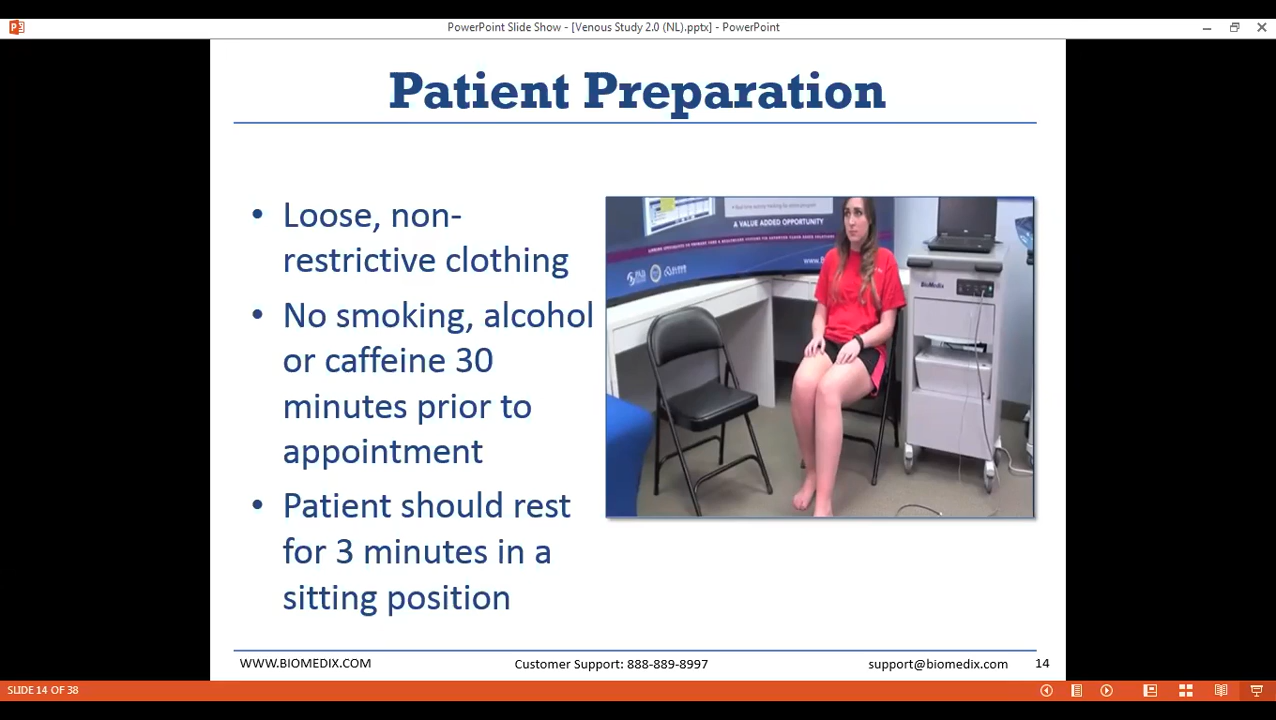 PowerPoint Slide Show - [Venous Study 2.0 (NL).pptx] - PowerPoint
Patient Preparation
• Loose, non-
restrictive clothing
• No smoking, alcohol
or caffeine 30
minutes prior to
appointment
• Patient should rest
for 3 minutes in a
sitting position
A VALUE ADDED OPPORTUNITY
BioMedix
WWW.BIOMEDIX.COM
Customer Support: 888-889-8997
support@biomedix.com
14
SLIDE 14 OF 38